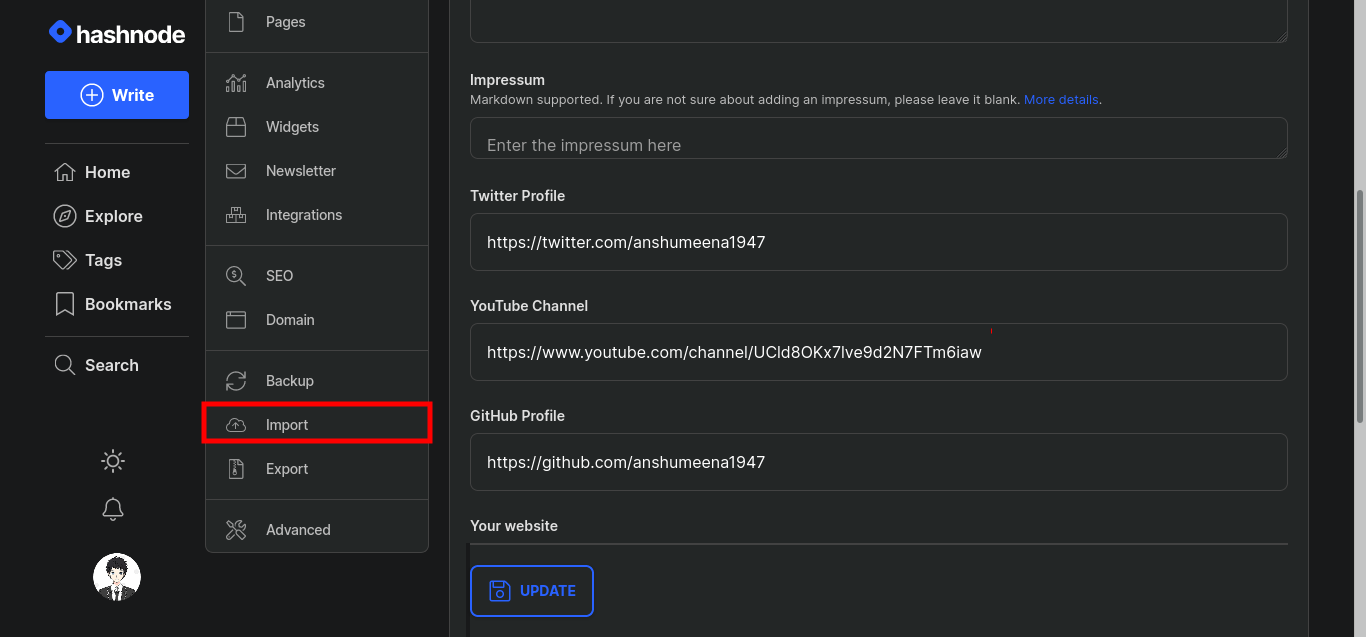 hashnode
Write
Home
Explore
Tags
Bookmarks
Search
Pages
Analytics
Widgets
Newsletter
Integrations
SEO
Domain
Backup
Import
Export
Advanced
Impressum
Markdown supported. If you are not sure about adding an impressum, please leave it blank. More details.
Enter the impressum here
Twitter Profile
https://twitter.com/anshumeena1947
YouTube Channel
https://www.youtube.com/channel/UCld8OKx7lve9d2N7FTm6iaw
GitHub Profile
https://github.com/anshumeena1947
Your website
UPDATE